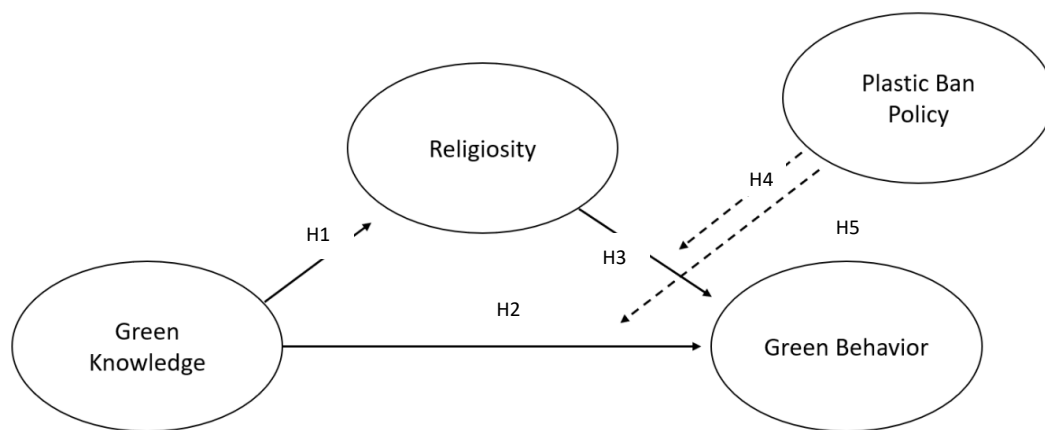 Plastic Ban
Policy
Religiosity
H4
H1
H3
H5
H2
Green
Knowledge
Green Behavior